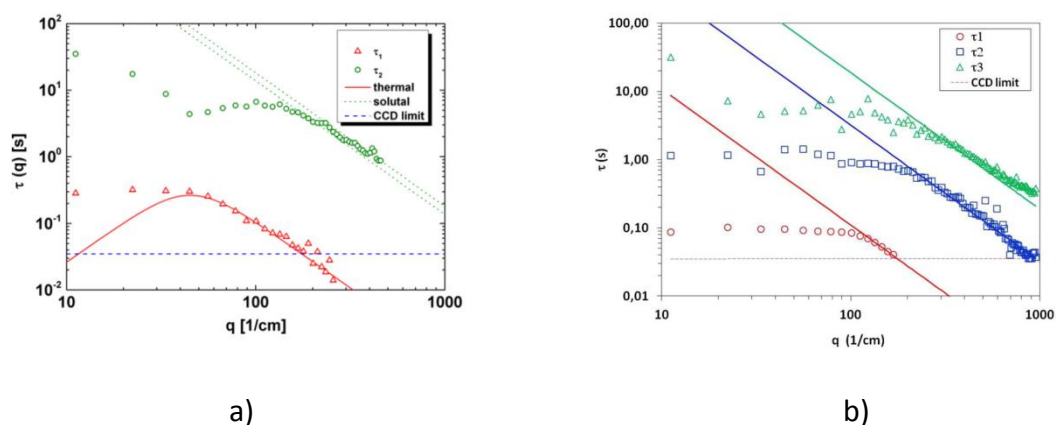 10²
10¹
10⁰
10⁻¹
10⁻²
τ (q) [s]
10
100
1000
q [1/cm]
τ₁
τ₂
thermal
solutal
CCD limit
a)
100,00
10,00
1,00
0,10
0,01
τ (s)
10
100
1000
q (1/cm)
τ1
τ2
τ3
CCD limit
b)